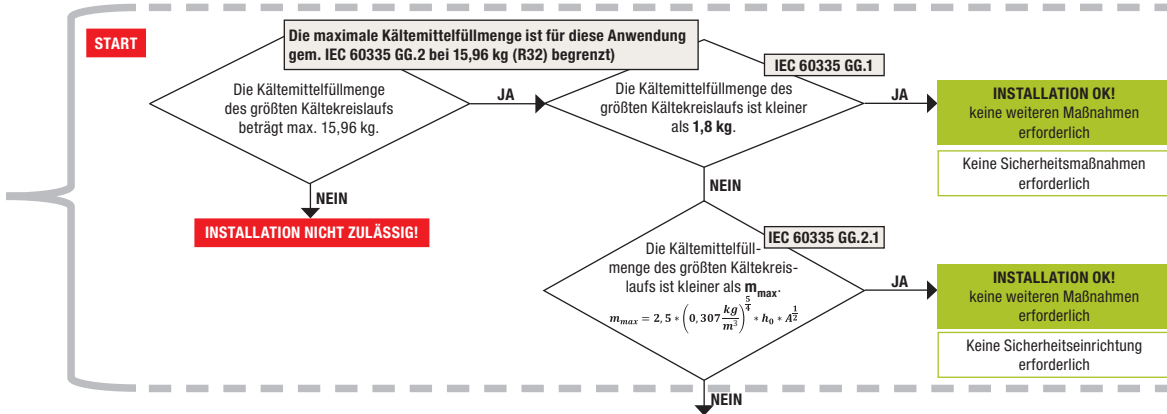 START
Die maximale Kältemittelfüllmenge ist für diese Anwendung
gem. IEC 60335 GG.2 bei 15,96 kg (R32) begrenzt)
Die Kältemittelfüllmenge
des größten Kältekreislaufs
beträgt max. 15,96 kg.
JA
NEIN
INSTALLATION NICHT ZULÄSSIG!
IEC 60335 GG.1
Die Kältemittelfüllmenge des
größten Kältekreislaufs ist kleiner
als 1,8 kg.
JA
INSTALLATION OK!
keine weiteren Maßnahmen
erforderlich
Keine Sicherheitsmaßnahmen
erforderlich
NEIN
IEC 60335 GG.2.1
Die Kältemittelfüll-
menge des größten Kältekreis-
laufs ist kleiner als m_max.
m_max = 2,5 * (0,307 kg/m³)^(5/4) * h₀ * A^(1/2)
JA
INSTALLATION OK!
keine weiteren Maßnahmen
erforderlich
Keine Sicherheitseinrichtung
erforderlich
NEIN